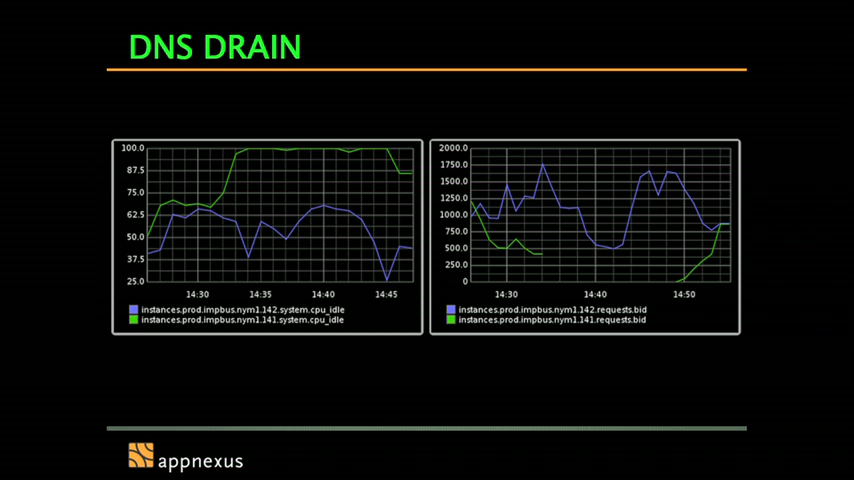 DNS DRAIN
100.0
87.5
75.0
62.5
50.0
37.5
25.0
14:30 14:35 14:40 14:45
instances.prod.impbus.nym1.142.system.cpu_idle
instances.prod.impbus.nym1.141.system.cpu_idle
2000.0
1750.0
1500.0
1250.0
1000.0
750.0
500.0
250.0
0
14:30 14:40 14:50
instances.prod.impbus.nym1.142.requests.bid
instances.prod.impbus.nym1.141.requests.bid
appnexus